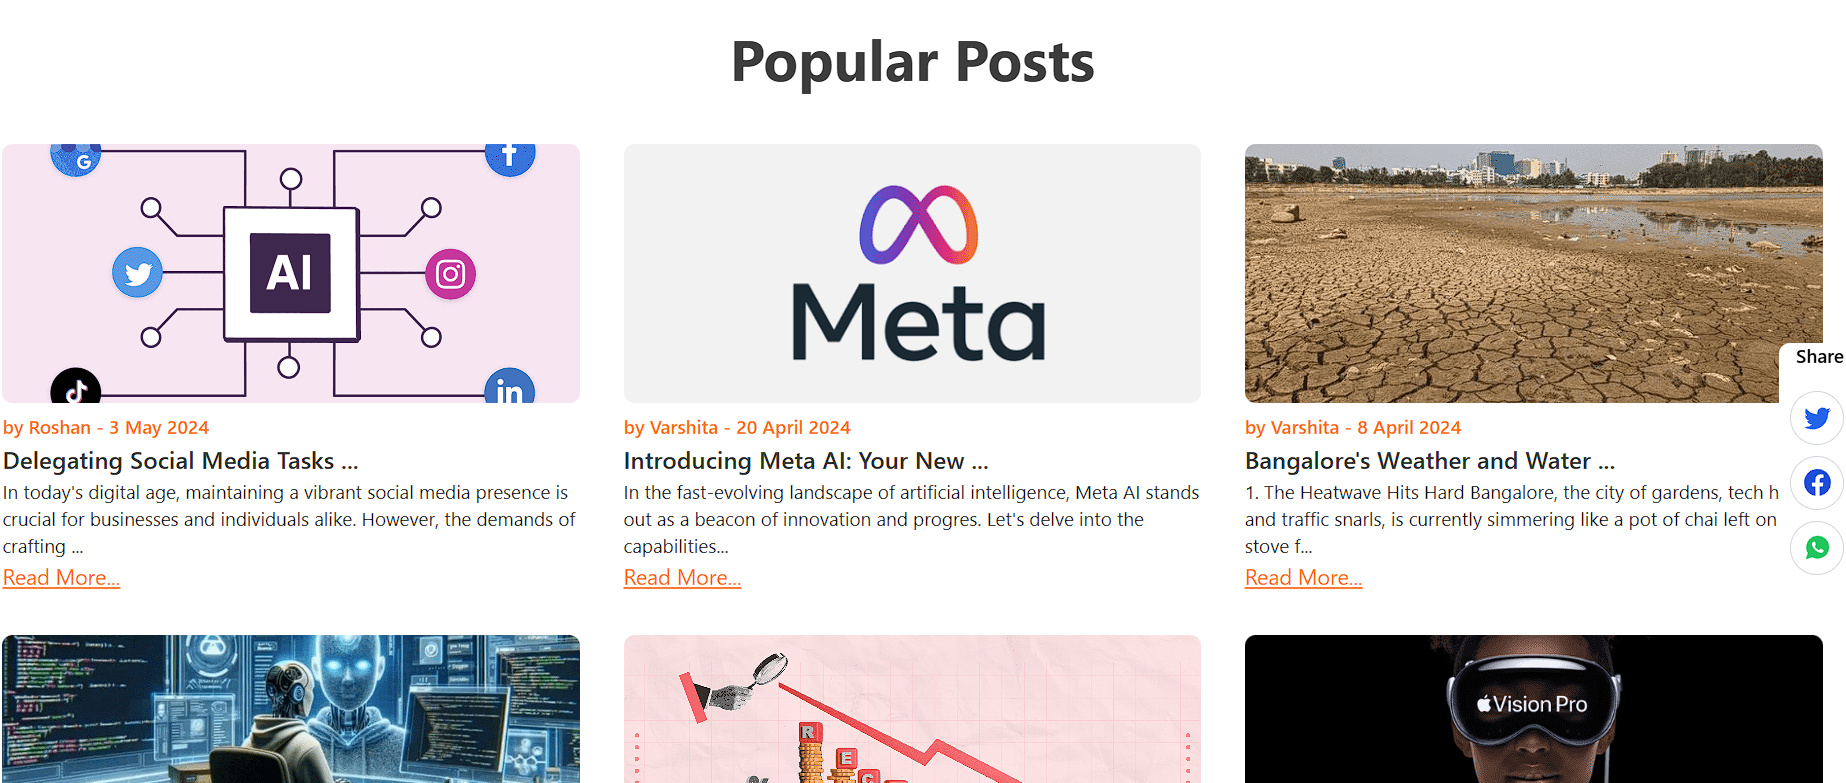 Popular Posts
G
AI
in
Meta
by Roshan - 3 May 2024
Delegating Social Media Tasks ...
In today's digital age, maintaining a vibrant social media presence is
crucial for businesses and individuals alike. However, the demands of
crafting ...
Read More...
by Varshita - 20 April 2024
Introducing Meta AI: Your New ...
In the fast-evolving landscape of artificial intelligence, Meta AI stands
out as a beacon of innovation and progres. Let's delve into the
capabilities...
Read More...
by Varshita - 8 April 2024
Bangalore's Weather and Water ...
1. The Heatwave Hits Hard Bangalore, the city of gardens, tech h
and traffic snarls, is currently simmering like a pot of chai left on
stove f...
Read More...
Share
R
E
C
Vision Pro